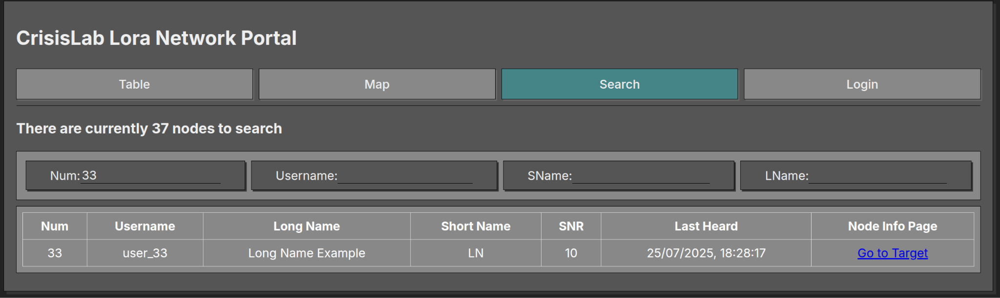 CrisisLab Lora Network Portal
Table Map Search Login
There are currently 37 nodes to search
Num: 33 Username: SName: LName:
Num Username Long Name Short Name SNR Last Heard Node Info Page
33 user_33 Long Name Example LN 10 25/07/2025, 18:28:17 Go to Target